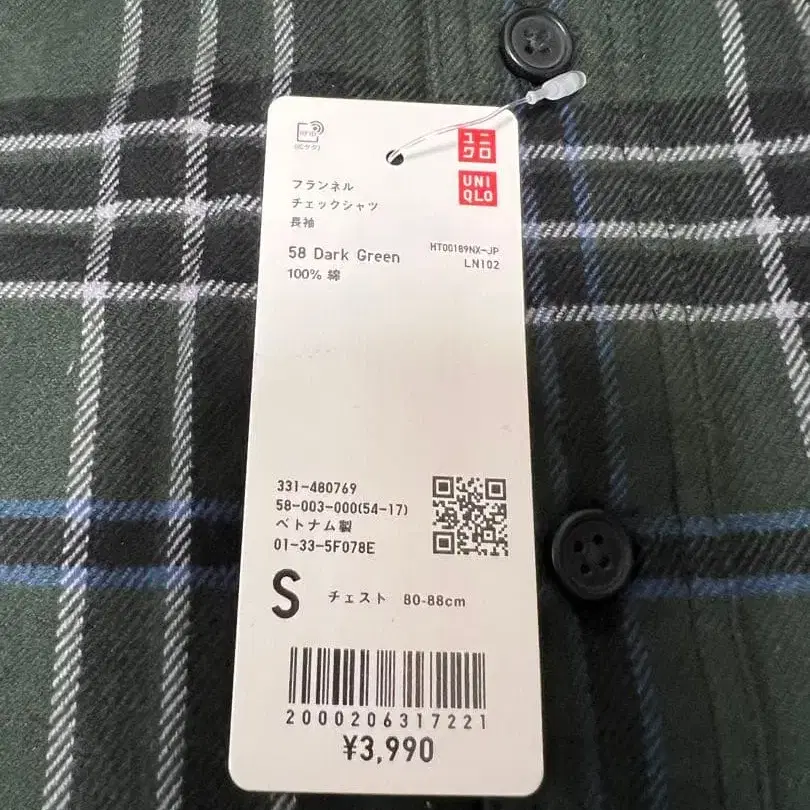 RFID
(ICタグ)
ユニ
クロ
UNI
QLO
フランネル
チェックシャツ
長袖
58 Dark Green
100% 綿
HT00189NX-JP
LN102
331-480769
58-003-000(54-17)
ベトナム製
01-33-5F078E
S チェスト 80-88cm
2000206317221
¥3,990